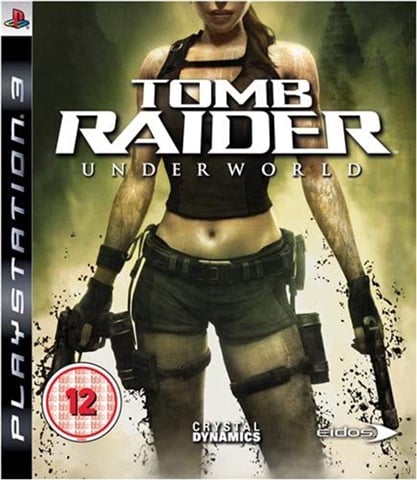 PLAYSTATION 3
TOMB
RAIDER
UNDERWORLD
12
CRYSTAL
DYNAMICS
eidos